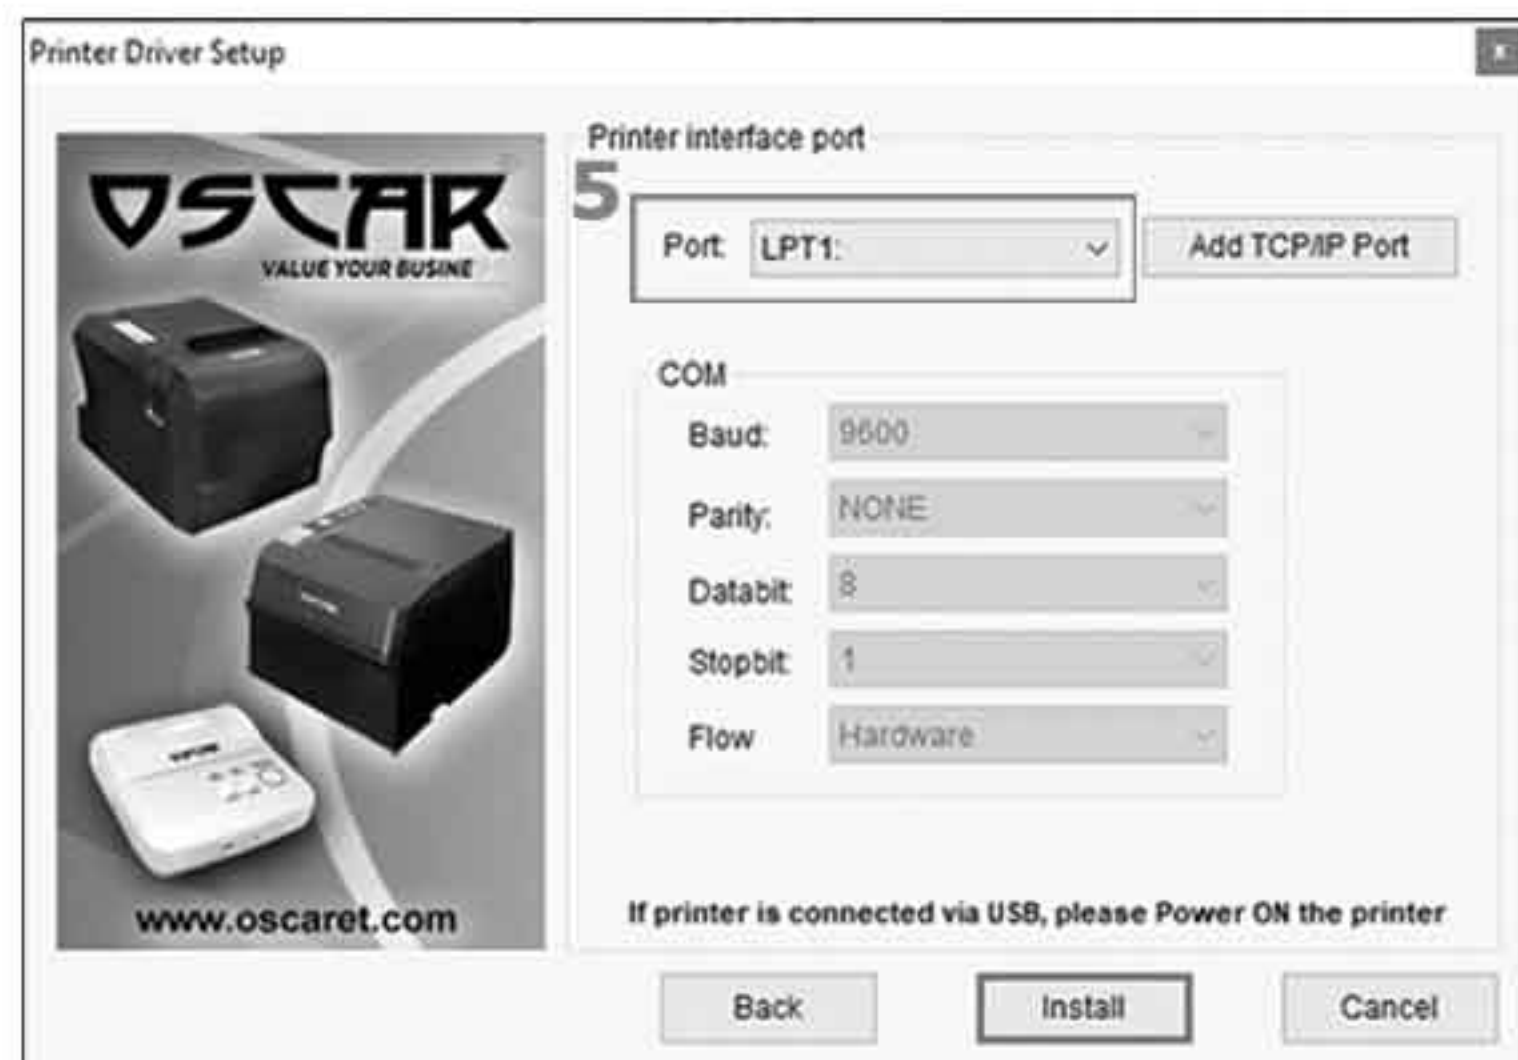 Printer Driver Setup
x
OSCAR
VALUE YOUR BUSINE
www.oscaret.com
Printer interface port
5
Port: LPT1:
Add TCP/IP Port
COM
Baud: 9600
Parity: NONE
Databit: 8
Stopbit: 1
Flow Hardware
If printer is connected via USB, please Power ON the printer
Back Install Cancel